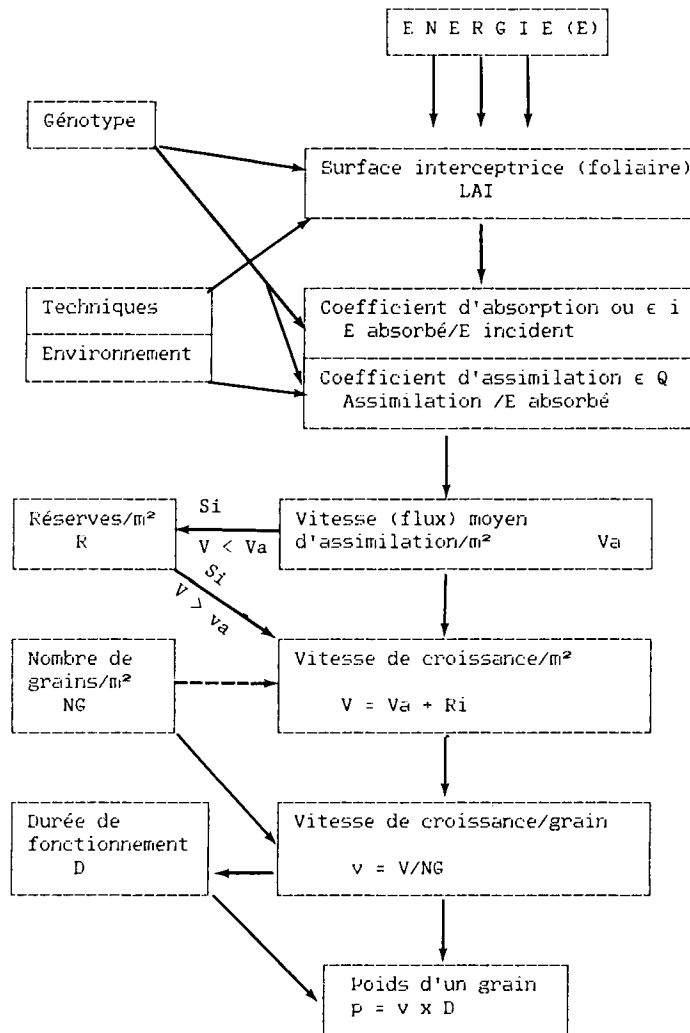 E N E R G I E (E)
Génotype
Surface interceptrice (foliaire)
LAI
Techniques
Environnement
Coefficient d'absorption ou ϵ i
E absorbé/E incident
Coefficient d'assimilation ϵ Q
Assimilation /E absorbé
Réserves/m²
R
Si
V < Va
Vitesse (flux) moyen
d'assimilation/m² Va
Si
V > va
Nombre de
grains/m²
NG
Vitesse de croissance/m²
V = Va + Ri
Durée de
fonctionnement
D
Vitesse de croissance/grain
v = V/NG
Poids d'un grain
p = v x D